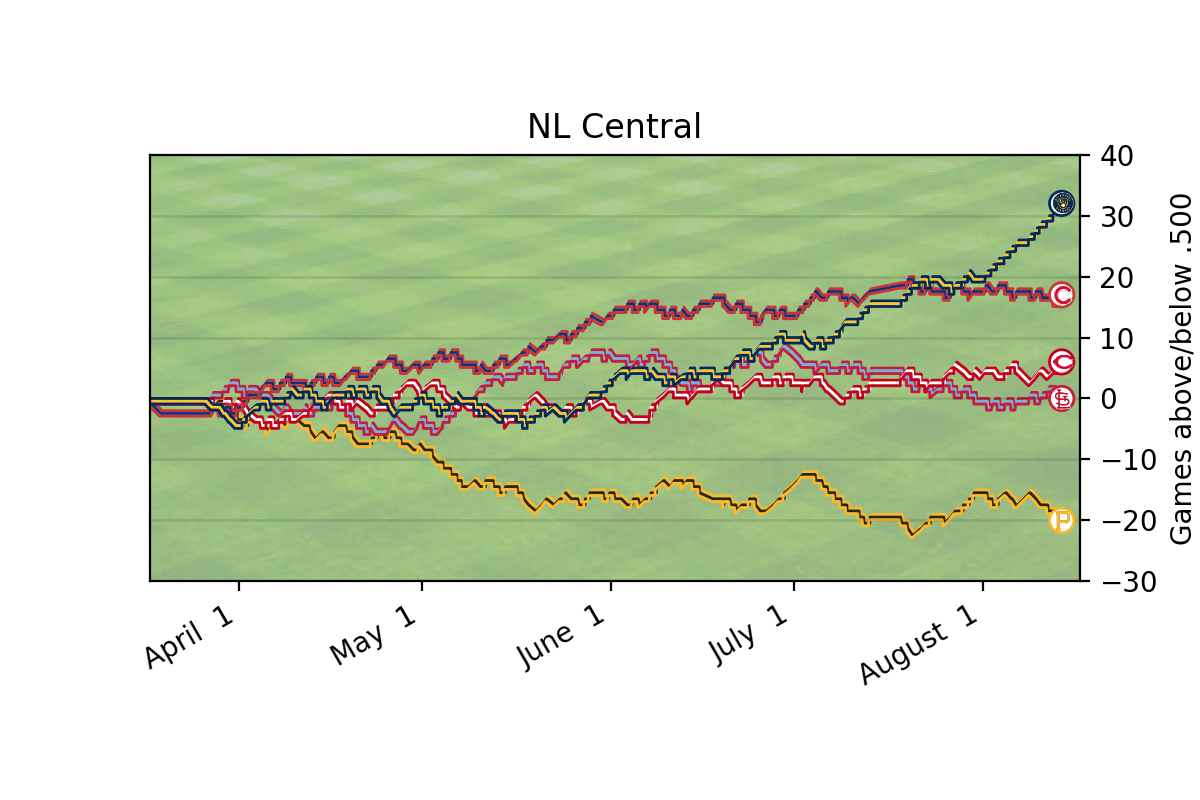 NL Central
40
30
20
10
0
−10
−20
−30
Games above/below .500
C
C
P
April 1
May 1
June 1
July 1
August 1